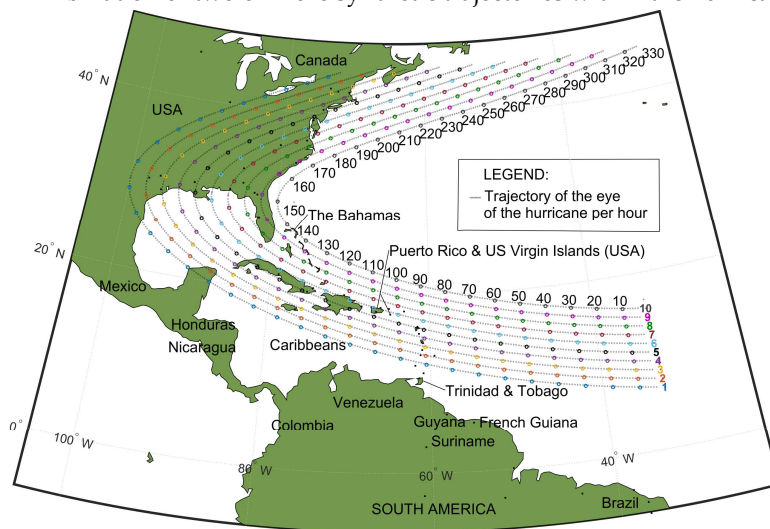 Canada
40° N
USA
330
320
310
300
290
280
270
260
250
240
230
220
210
200
190
180
170
160
150
140
130
120
110
100
90
80
70
60
50
40
30
20
10
LEGEND:
— Trajectory of the eye
of the hurricane per hour
The Bahamas
Puerto Rico & US Virgin Islands (USA)
20° N
Mexico
Honduras
Nicaragua
Caribbeans
10
9
8
7
6
5
4
3
2
1
Trinidad & Tobago
Venezuela
Colombia
Guyana
French Guiana
Suriname
0°
100° W
80° W
60° W
40° W
SOUTH AMERICA
Brazil